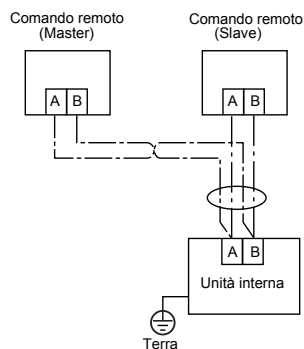 Comando remoto
(Master)
Comando remoto
(Slave)
A B
A B
A B
Unità interna
Terra